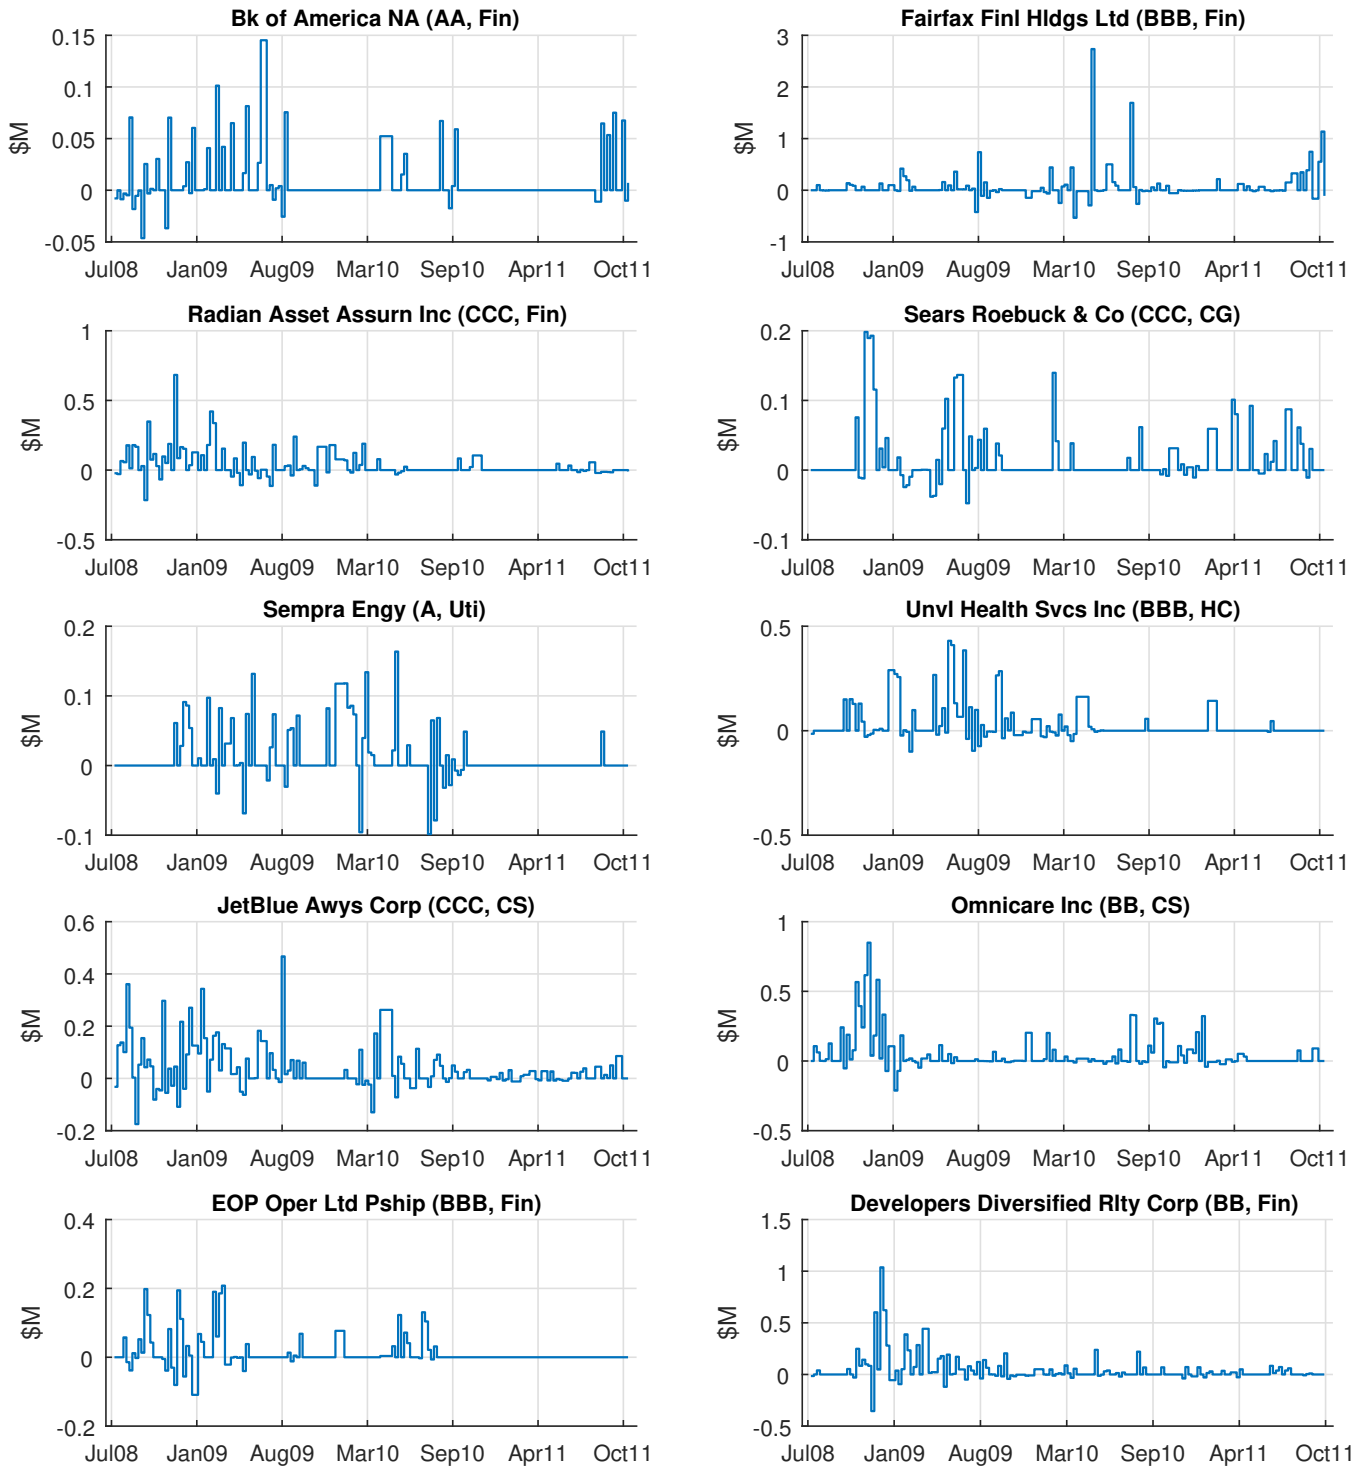 Bk of America NA (AA, Fin)
0.15
0.1
0.05
0
-0.05
$M
Jul08 Jan09 Aug09 Mar10 Sep10 Apr11 Oct11
Fairfax Finl Hldgs Ltd (BBB, Fin)
3
2
1
0
-1
$M
Jul08 Jan09 Aug09 Mar10 Sep10 Apr11 Oct11
Radian Asset Assurn Inc (CCC, Fin)
1
0.5
0
-0.5
$M
Jul08 Jan09 Aug09 Mar10 Sep10 Apr11 Oct11
Sears Roebuck & Co (CCC, CG)
0.2
0.1
0
-0.1
$M
Jul08 Jan09 Aug09 Mar10 Sep10 Apr11 Oct11
Sempra Engy (A, Uti)
0.2
0.1
0
-0.1
$M
Jul08 Jan09 Aug09 Mar10 Sep10 Apr11 Oct11
Unvl Health Svcs Inc (BBB, HC)
0.5
0
-0.5
$M
Jul08 Jan09 Aug09 Mar10 Sep10 Apr11 Oct11
JetBlue Awys Corp (CCC, CS)
0.6
0.4
0.2
0
-0.2
$M
Jul08 Jan09 Aug09 Mar10 Sep10 Apr11 Oct11
Omnicare Inc (BB, CS)
1
0.5
0
-0.5
$M
Jul08 Jan09 Aug09 Mar10 Sep10 Apr11 Oct11
EOP Oper Ltd Pship (BBB, Fin)
0.4
0.2
0
-0.2
$M
Jul08 Jan09 Aug09 Mar10 Sep10 Apr11 Oct11
Developers Diversified Rlty Corp (BB, Fin)
1.5
1
0.5
0
-0.5
$M
Jul08 Jan09 Aug09 Mar10 Sep10 Apr11 Oct11